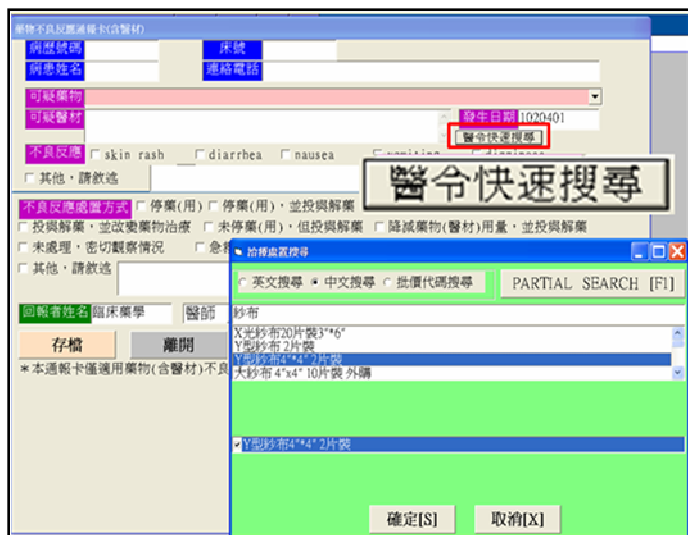 藥物不良反應通報卡(含醫材)
病歷號碼 床號
病患姓名 連絡電話
可疑藥物
可疑醫材 發生日期 1020401
醫令快速搜尋
不良反應 skin rash diarrhea nausea vomiting dizziness
其他，請敘述
醫令快速搜尋
不良反應處置方式 停藥(用) 停藥(用)，並投與解藥
投與解藥，並改變藥物治療 未停藥(用)，但投與解藥 降減藥物(醫材)用量，並投與解藥
未處理，密切觀察情況 急
其他，請敘述
回報者姓名 臨床藥學 醫師
存檔 離開
*本通報卡僅適用藥物(含醫材)不良
給種處置搜尋
英文搜尋 中文搜尋 批價代碼搜尋 PARTIAL SEARCH [F1]
紗布
X光紗布20片裝3"*6"
Y型紗布 2片裝
Y型紗布4"*4" 2片裝
大紗布 4"x4" 10片裝 外購
Y型紗布4"*4" 2片裝
確定[S] 取消[X]